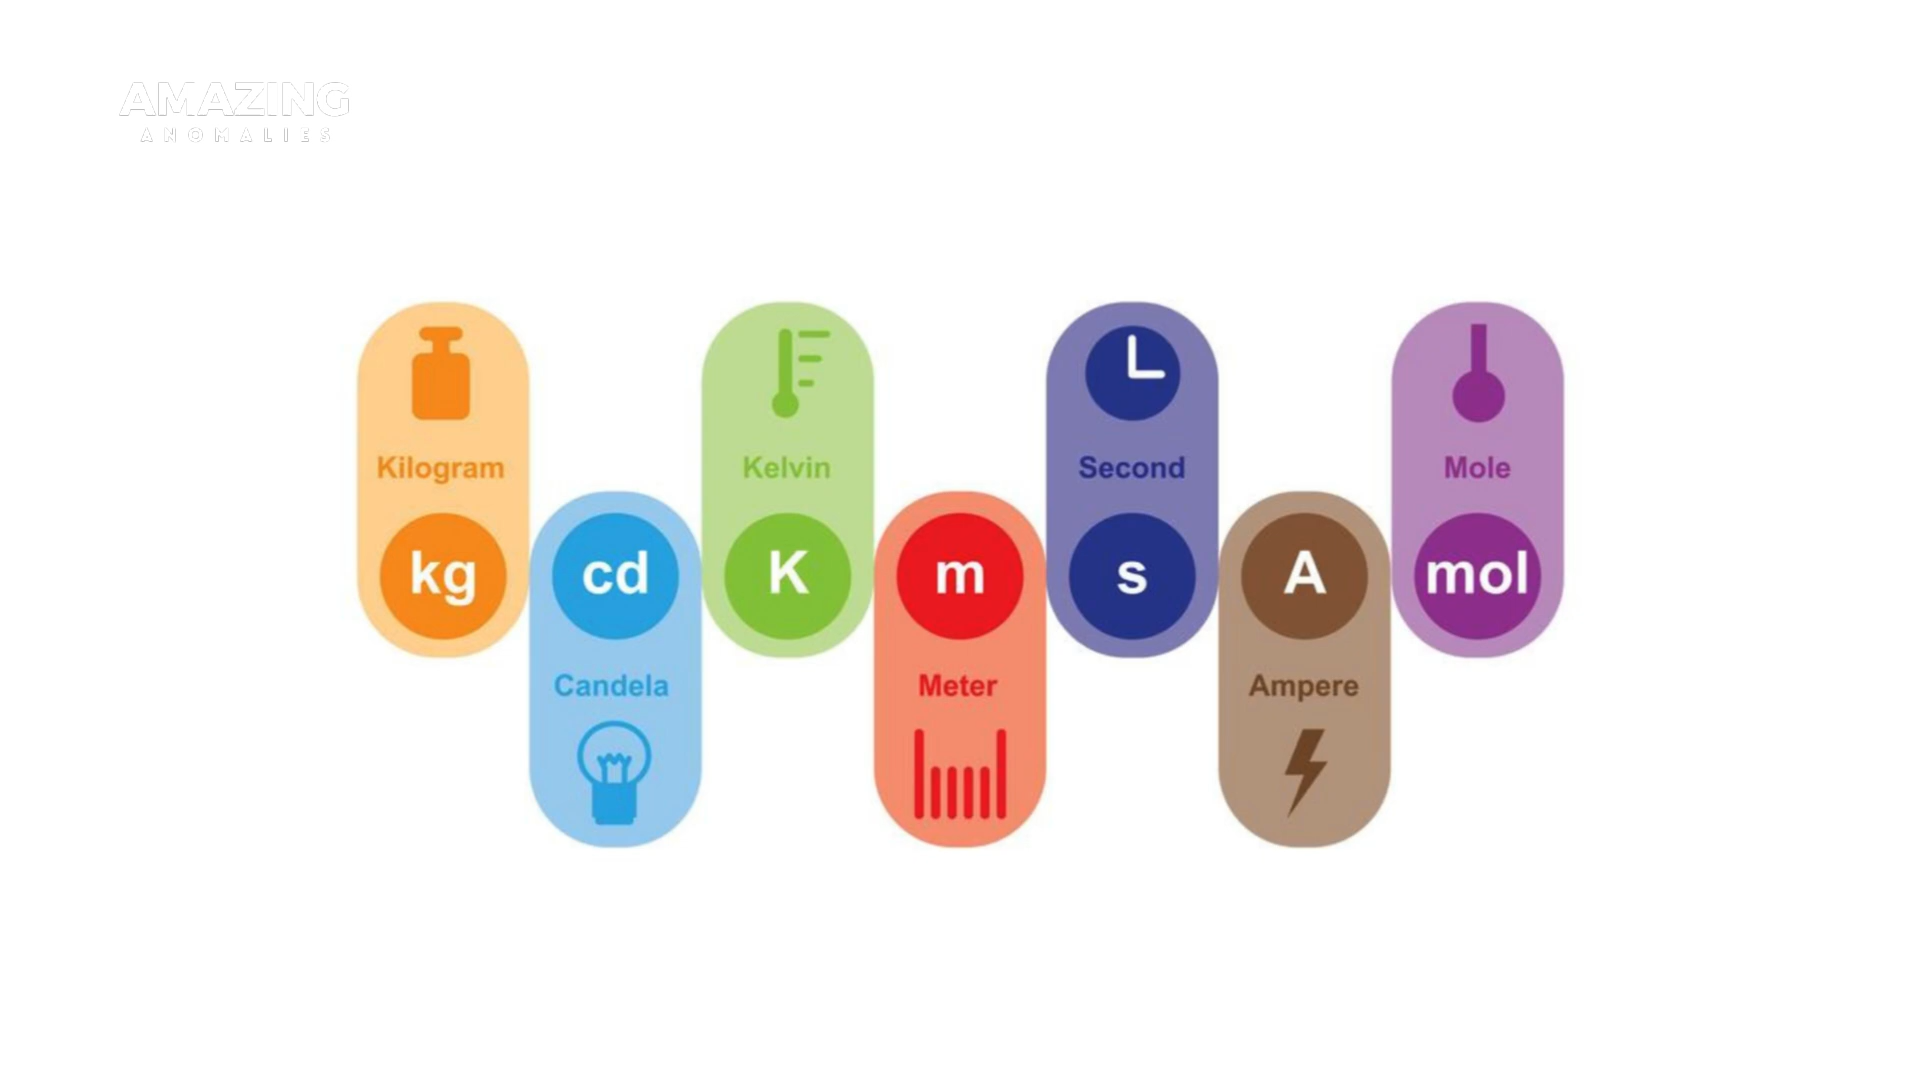 AMAZING
ANOMALIES
Kilogram
kg
cd
Candela
Kelvin
K
m
Meter
Second
s
A
Ampere
Mole
mol